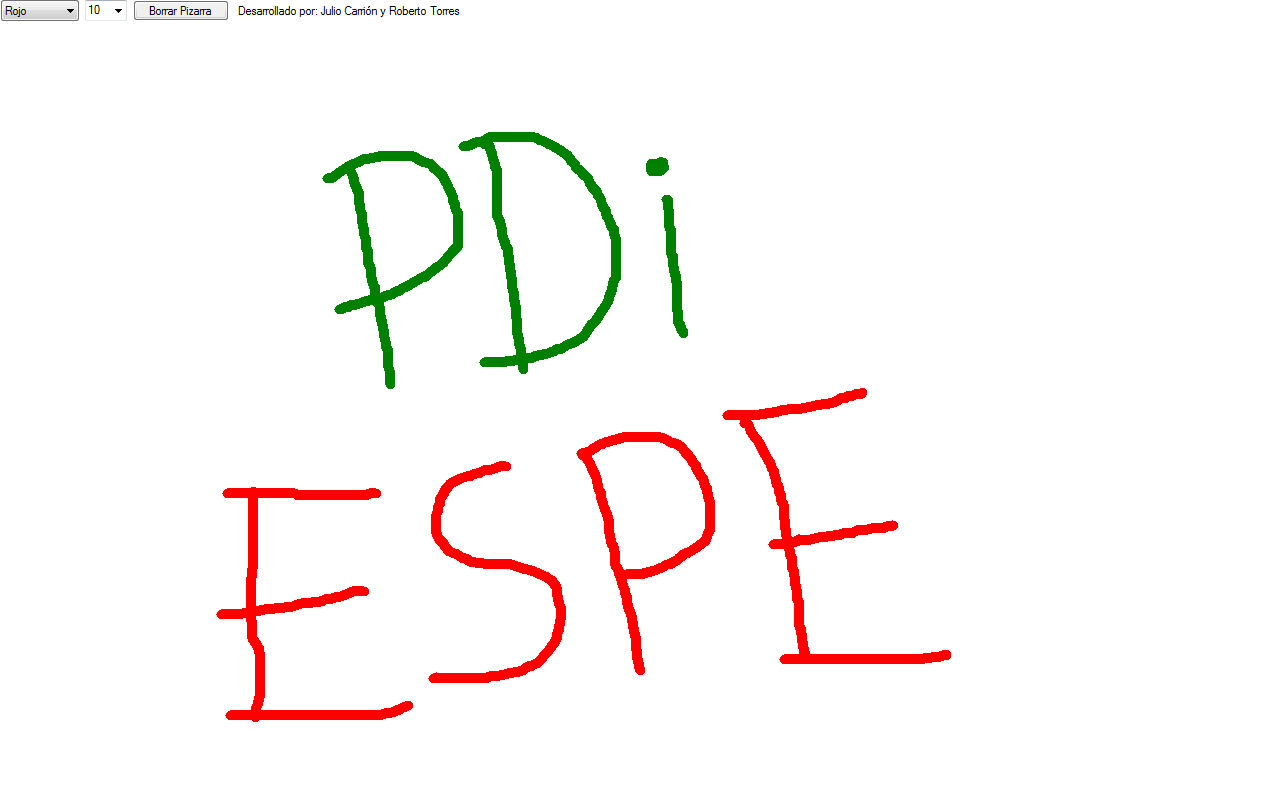 Rojo 10 Borrar Pizarra Desarrollado por: Julio Carrión y Roberto Torres
PDi
ESPE